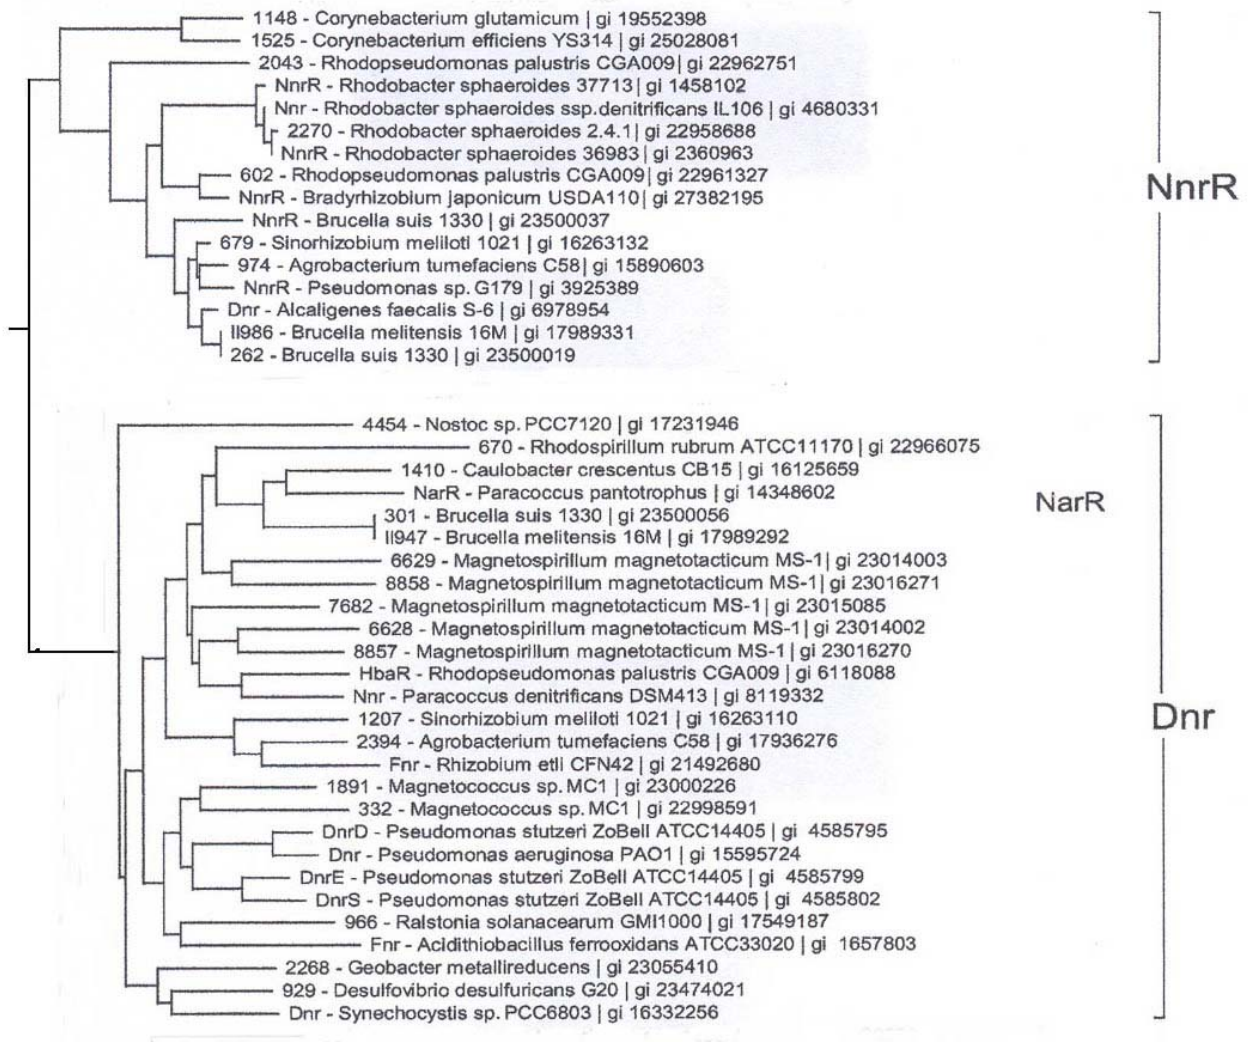 1148 - Corynebacterium glutamicum | gi 19552398
1525 - Corynebacterium efficiens YS314 | gi 25028081
2043 - Rhodopseudomonas palustris CGA009| gi 22962751
NnrR - Rhodobacter sphaeroides 37713| gi 1458102
Nnr - Rhodobacter sphaeroides ssp.denitrificans IL106 | gi 4680331
2270 - Rhodobacter sphaeroides 2.4.1| gi 22958688
NnrR - Rhodobacter sphaeroides 36983 | gi 2360963
602 - Rhodopseudomonas palustris CGA009| gi 22961327
NnrR - Bradyrhizobium japonicum USDA110| gi 27382195
NnrR
NnrR - Brucella suis 1330 | gi 23500037
679 - Sinorhizobium meliloti 1021 | gi 16263132
974 - Agrobacterium tumefaciens C58| gi 15890603
NnrR - Pseudomonas sp. G179 | gi 3925389
Dnr - Alcaligenes faecalis S-6 | gi 6978954
II986 - Brucella melitensis 16M | gi 17989331
262 - Brucella suis 1330 | gi 23500019
4454 - Nostoc sp. PCC7120 | gi 17231946
670 - Rhodospirillum rubrum ATCC11170 | gi 22966075
1410 - Caulobacter crescentus CB15 | gi 16125659
NarR - Paracoccus pantotrophus | gi 14348602
NarR
301 - Brucella suis 1330 | gi 23500056
II947 - Brucella melitensis 16M | gi 17989292
6629 - Magnetospirillum magnetotacticum MS-1| gi 23014003
8858 - Magnetospirillum magnetotacticum MS-1| gi 23016271
7682 - Magnetospirillum magnetotacticum MS-1| gi 23015085
6628 - Magnetospirillum magnetotacticum MS-1| gi 23014002
8857 - Magnetospirillum magnetotacticum MS-1| gi 23016270
HbaR - Rhodopseudomonas palustris CGA009 | gi 6118088
Nnr - Paracoccus denitrificans DSM413 | gi 8119332
Dnr
1207 - Sinorhizobium meliloti 1021 | gi 16263110
2394 - Agrobacterium tumefaciens C58 | gi 17936276
Fnr - Rhizobium etli CFN42 | gi 21492680
1891 - Magnetococcus sp. MC1 | gi 23000226
332 - Magnetococcus sp. MC1 | gi 22998591
DnrD - Pseudomonas stutzeri ZoBell ATCC14405 | gi 4585795
Dnr - Pseudomonas aeruginosa PAO1 | gi 15595724
DnrE - Pseudomonas stutzeri ZoBell ATCC14405 | gi 4585799
DnrS - Pseudomonas stutzeri ZoBell ATCC14405 | gi 4585802
966 - Ralstonia solanacearum GMI1000 | gi 17549187
Fnr - Acidithiobacillus ferrooxidans ATCC33020 | gi 1657803
2268 - Geobacter metallireducens | gi 23055410
929 - Desulfovibrio desulfuricans G20 | gi 23474021
Dnr - Synechocystis sp. PCC6803 | gi 16332256